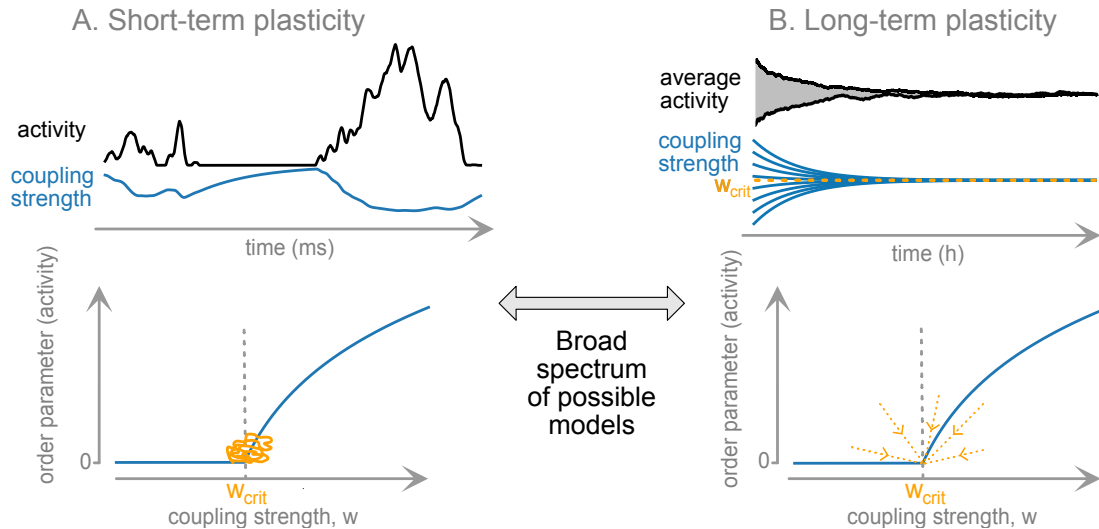 A. Short-term plasticity
activity
coupling
strength
time (ms)
order parameter (activity)
0
wcrit
coupling strength, w
Broad
spectrum
of possible
models
B. Long-term plasticity
average
activity
coupling
strength
wcrit
time (h)
order parameter (activity)
0
wcrit
coupling strength, w